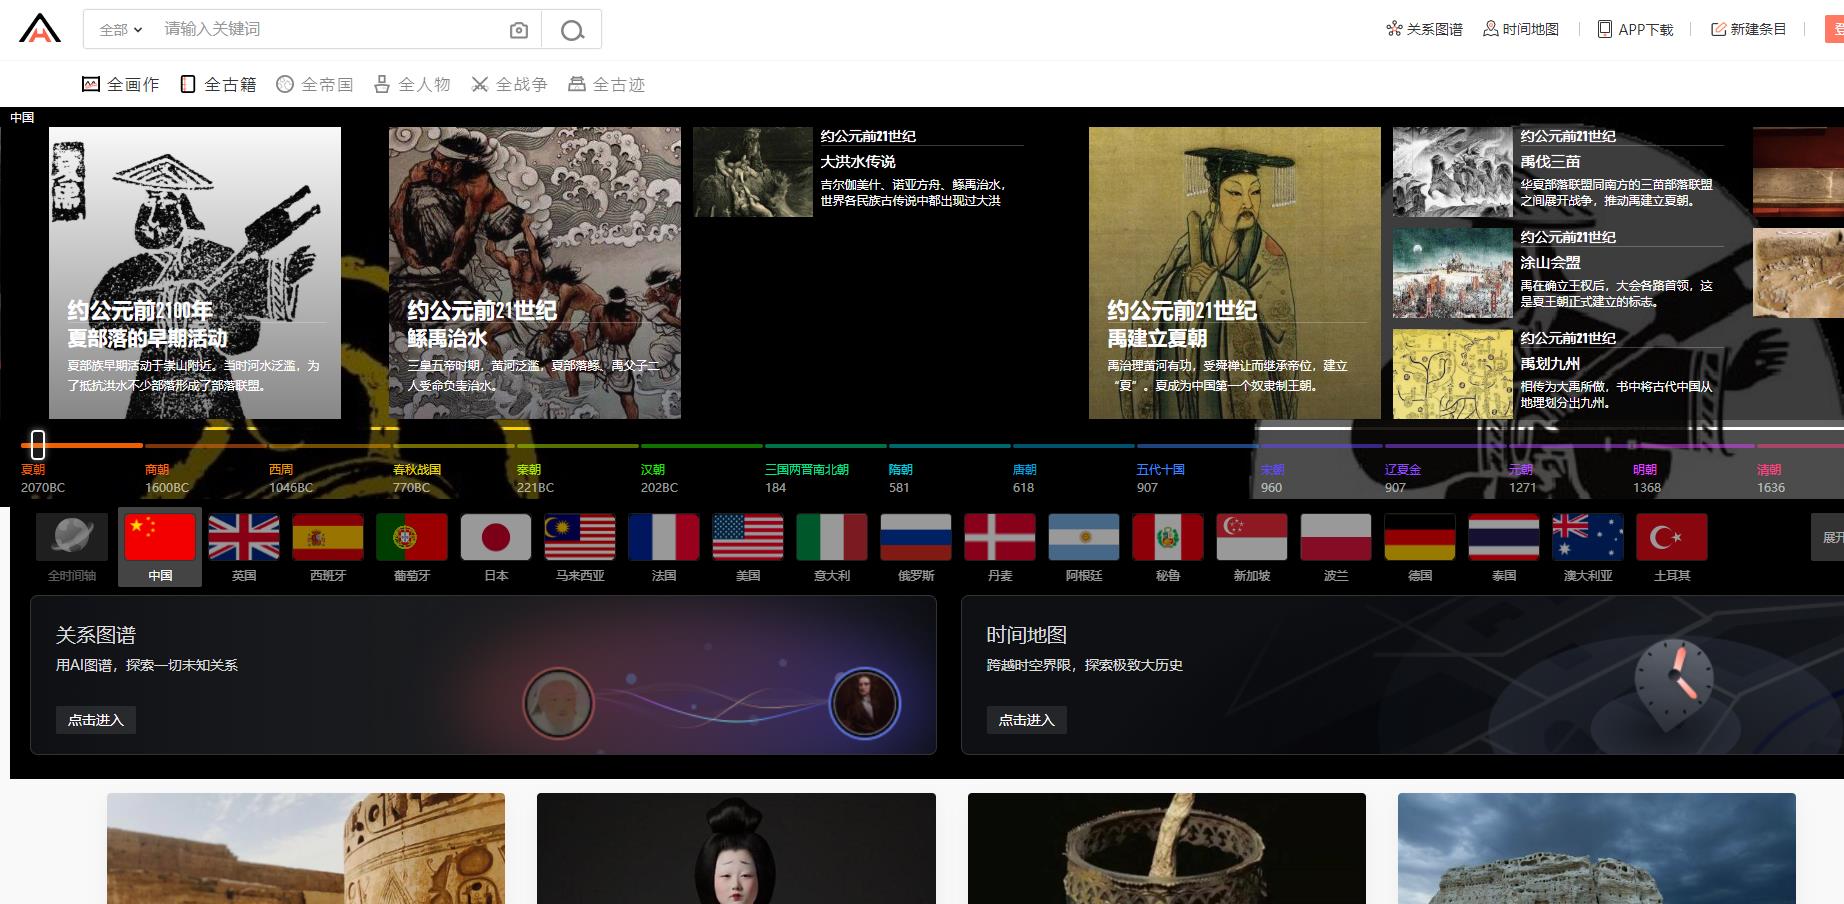 全部
请输入关键词
关系图谱
时间地图
APP下载
新建条目
全画作
全古籍
全帝国
全人物
全战争
全古迹
中国
约公元前2100年
夏部落的早期活动
夏部族早期活动于崇山附近。当时河水泛滥，为
了抵抗洪水不少部落形成了部落联盟。
约公元前21世纪
鲧禹治水
三皇五帝时期，黄河泛滥，夏部落鲧、禹父子二
人受命负责治水。
约公元前21世纪
大洪水传说
吉尔伽美什、诺亚方舟、鲧禹治水，
世界各民族古传说中都出现过大洪
约公元前21世纪
禹建立夏朝
禹治理黄河有功，受舜禅让而继承帝位，建立
“夏”。夏成为中国第一个奴隶制王朝。
约公元前21世纪
禹伐三苗
华夏部落联盟同南方的三苗部落联盟
之间展开战争，推动禹建立夏朝。
约公元前21世纪
涂山会盟
禹在确立王权后，大会各路首领，这
是夏王朝正式建立的标志。
约公元前21世纪
禹划九州
相传为大禹所做，书中将古代中国从
地理划分出九州。
夏朝
2070BC
商朝
1600BC
西周
1046BC
春秋战国
770BC
秦朝
221BC
汉朝
202BC
三国两晋南北朝
184
隋朝
581
唐朝
618
五代十国
907
宋朝
960
辽夏金
907
元朝
1271
明朝
1368
清朝
1636
全时间轴
中国
英国
西班牙
葡萄牙
日本
马来西亚
法国
美国
意大利
俄罗斯
丹麦
阿根廷
秘鲁
新加坡
波兰
德国
泰国
澳大利亚
土耳其
展开
关系图谱
用AI图谱，探索一切未知关系
点击进入
时间地图
跨越时空界限，探索极致大历史
点击进入